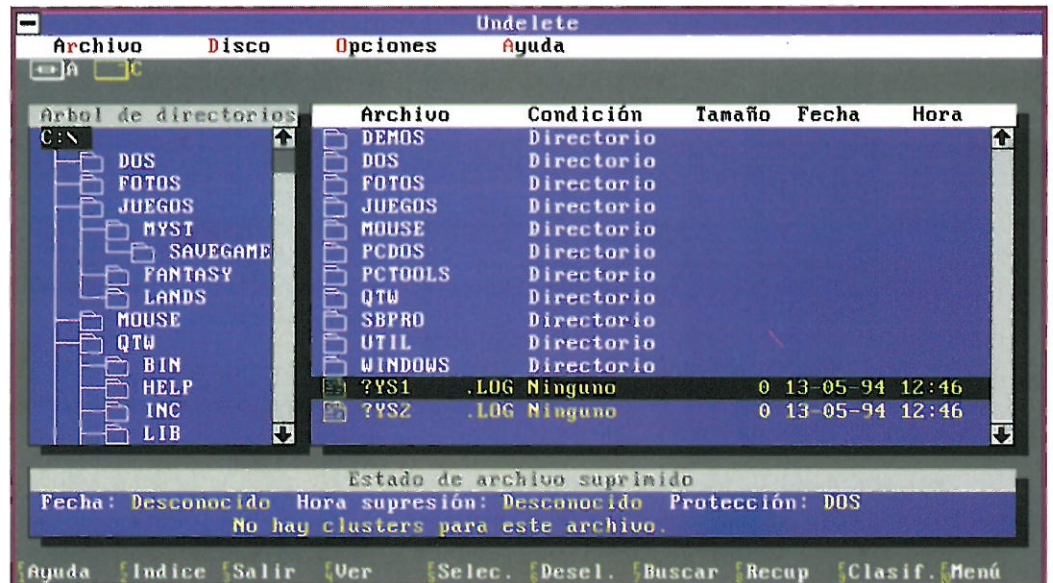 Undelete
Archivo Disco Opciones Ayuda
A C
Arbol de directorios
C:\
DOS
FOTOS
JUEGOS
MYST
SAVEGAME
FANTASY
LANDS
MOUSE
QTW
BIN
HELP
INC
LIB
Archivo Condición Tamaño Fecha Hora
DEMOS Directorio
DOS Directorio
FOTOS Directorio
JUEGOS Directorio
MOUSE Directorio
PCDOS Directorio
PCTOOLS Directorio
QTW Directorio
SBPRO Directorio
UTIL Directorio
WINDOWS Directorio
?YS1 .LOG Ninguno 0 13-05-94 12:46
?YS2 .LOG Ninguno 0 13-05-94 12:46
Estado de archivo suprimido
Fecha: Desconocido Hora supresión: Desconocido Protección: DOS
No hay clusters para este archivo.
Ayuda Indice Salir Ver Selec. Desel. Buscar Recup Clasif. Menú